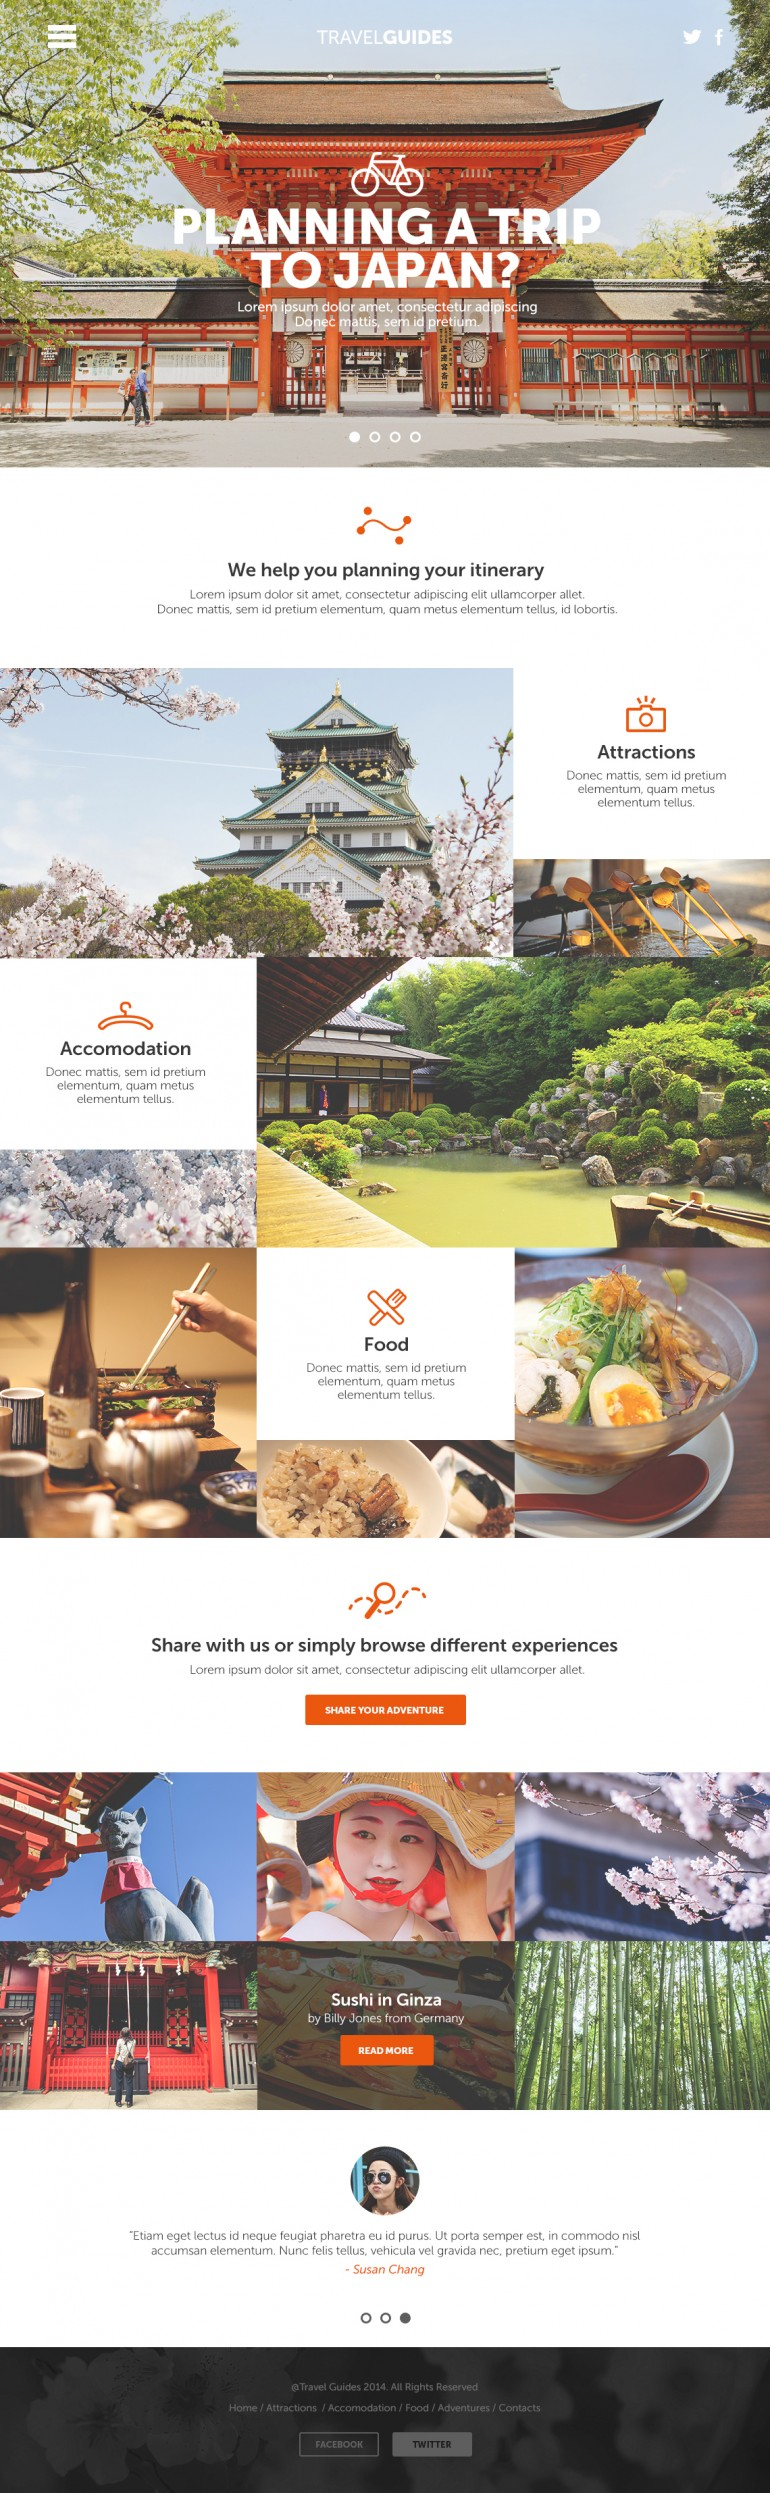 TRAVELGUIDES
PLANNING A TRIP
TO JAPAN?
Lorem ipsum dolor amet, consectetur adipiscing
Donec mattis, sem id pretium
We help you planning your itinerary
Lorem ipsum dolor sit amet, consectetur adipiscing elit ullamcorper allet.
Donec mattis, sem id pretium elementum, quam metus elementum tellus, id lobortis.
Attractions
Donec mattis, sem id pretium
elementum, quam metus
elementum tellus.
Accomodation
Donec mattis, sem id pretium
elementum, quam metus
elementum tellus.
Food
Donec mattis, sem id pretium
elementum, quam metus
elementum tellus.
Share with us or simply browse different experiences
Lorem ipsum dolor sit amet, consectetur adipiscing elit ullamcorper allet.
SHARE YOUR ADVENTURE
Sushi in Ginza
by Billy Jones from Germany
READ MORE
"Etiam eget lectus id neque feugiat pharetra eu id purus. Ut porta semper est, in commodo nisl
accumsan elementum. Nunc felis tellus, vehicula vel gravida nec, pretium eget ipsum."
- Susan Chang
@Travel Guides 2014. All Rights Reserved
Home / Attractions / Accomodation / Food / Adventures / Contacts
FACEBOOK
TWITTER